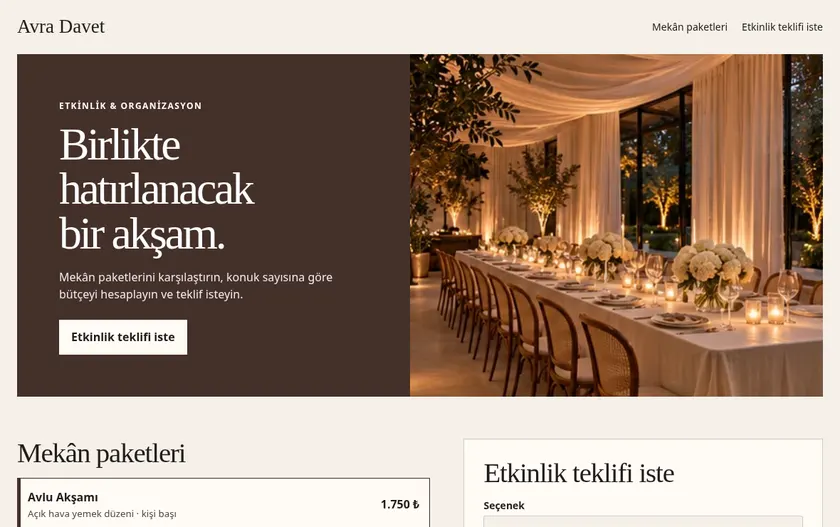 Avra Davet
Mekân paketleri
Etkinlik teklifi iste
ETKİNLİK & ORGANİZASYON
Birlikte
hatırlanacak
bir akşam.
Mekân paketlerini karşılaştırın, konuk sayısına göre
bütçeyi hesaplayın ve teklif isteyin.
Etkinlik teklifi iste
Mekân paketleri
Avlu Akşamı
Açık hava yemek düzeni · kişi başı
1.750 ₺
Etkinlik teklifi iste
Seçenek